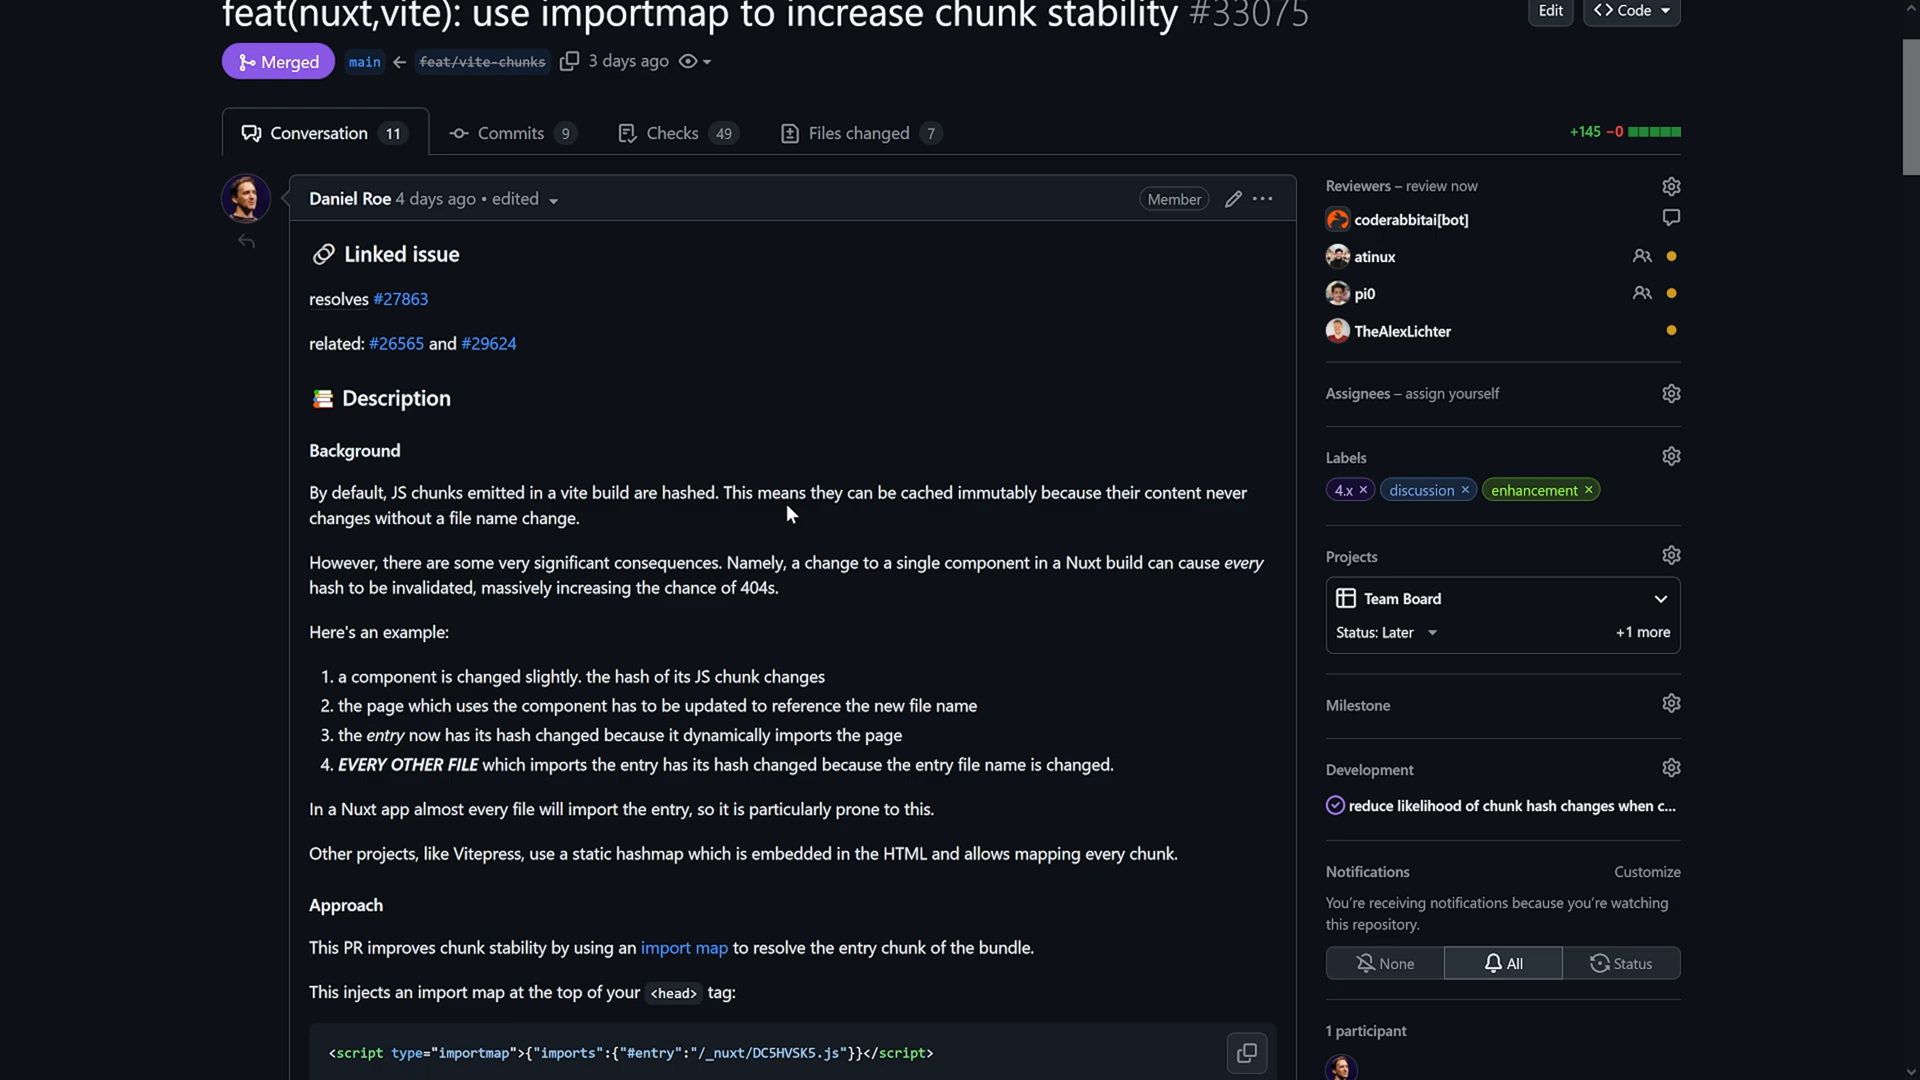 feat(nuxt,vite): use importmap to increase chunk stability #33075
Edit
<> Code
Merged
main
feat/vite-chunks
3 days ago
Conversation 11
Commits 9
Checks 49
Files changed 7
+145 −0
Daniel Roe 4 days ago • edited
Member
Linked issue
resolves #27863
related: #26565 and #29624
Description
Background
By default, JS chunks emitted in a vite build are hashed. This means they can be cached immutably because their content never
changes without a file name change.
However, there are some very significant consequences. Namely, a change to a single component in a Nuxt build can cause every
hash to be invalidated, massively increasing the chance of 404s.
Here's an example:
1. a component is changed slightly. the hash of its JS chunk changes
2. the page which uses the component has to be updated to reference the new file name
3. the entry now has its hash changed because it dynamically imports the page
4. EVERY OTHER FILE which imports the entry has its hash changed because the entry file name is changed.
In a Nuxt app almost every file will import the entry, so it is particularly prone to this.
Other projects, like Vitepress, use a static hashmap which is embedded in the HTML and allows mapping every chunk.
Approach
This PR improves chunk stability by using an import map to resolve the entry chunk of the bundle.
This injects an import map at the top of your <head> tag:
<script type="importmap">{"imports":{"#entry":"/_nuxt/DC5HVSK5.js"}}</script>
Reviewers – review now
coderabbitai[bot]
atinux
pi0
TheAlexLichter
Assignees – assign yourself
Labels
4.x ×
discussion ×
enhancement ×
Projects
Team Board
Status: Later
+1 more
Milestone
Development
reduce likelihood of chunk hash changes when c...
Notifications
Customize
You're receiving notifications because you're watching
this repository.
None
All
Status
1 participant